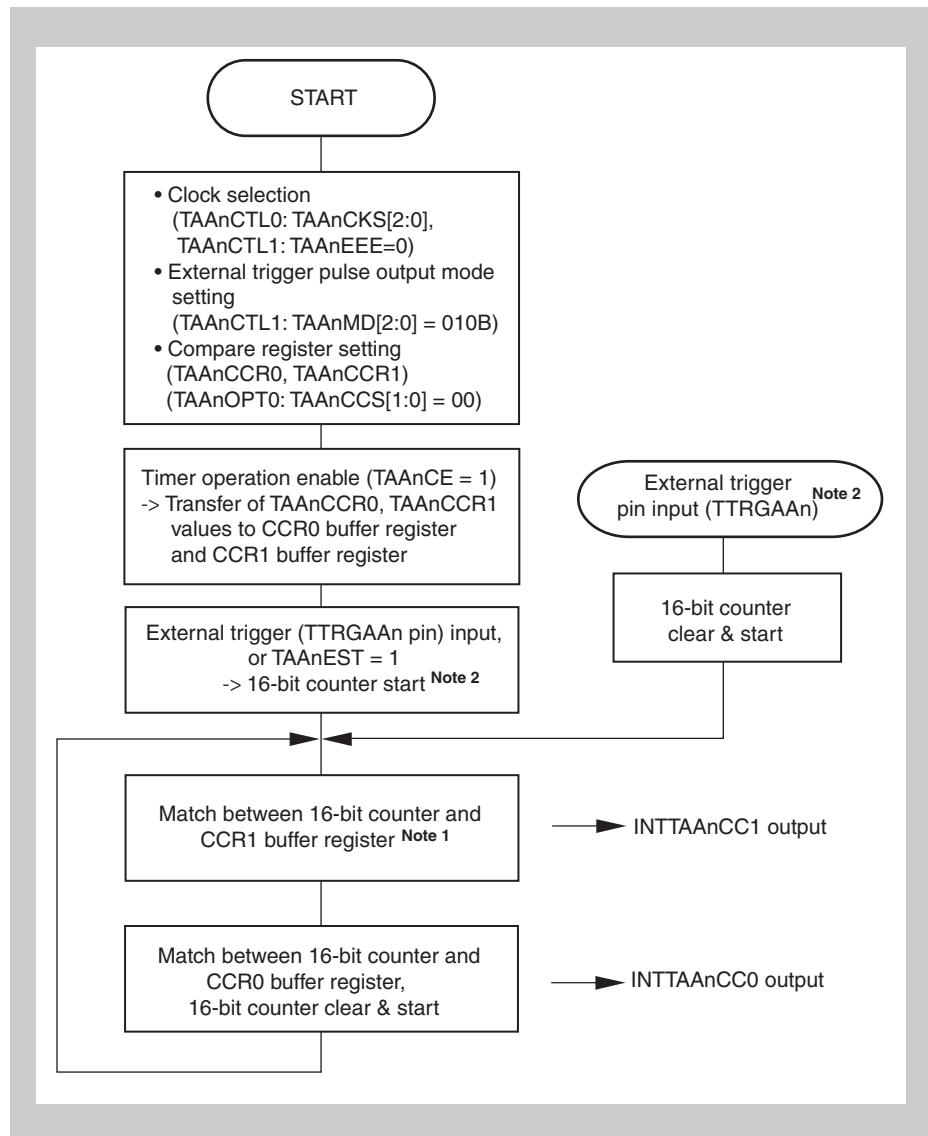 START
• Clock selection
(TAAnCTL0: TAAnCKS[2:0],
TAAnCTL1: TAAnEEE=0)
• External trigger pulse output mode
setting
(TAAnCTL1: TAAnMD[2:0] = 010B)
• Compare register setting
(TAAnCCR0, TAAnCCR1)
(TAAnOPT0: TAAnCCS[1:0] = 00)
Timer operation enable (TAAnCE = 1)
-> Transfer of TAAnCCR0, TAAnCCR1
values to CCR0 buffer register
and CCR1 buffer register
External trigger
pin input (TTRGAAn) Note 2
16-bit counter
clear & start
External trigger (TTRGAAn pin) input,
or TAAnEST = 1
-> 16-bit counter start Note 2
Match between 16-bit counter and
CCR1 buffer register Note 1
INTTAAnCC1 output
Match between 16-bit counter and
CCR0 buffer register,
16-bit counter clear & start
INTTAAnCC0 output